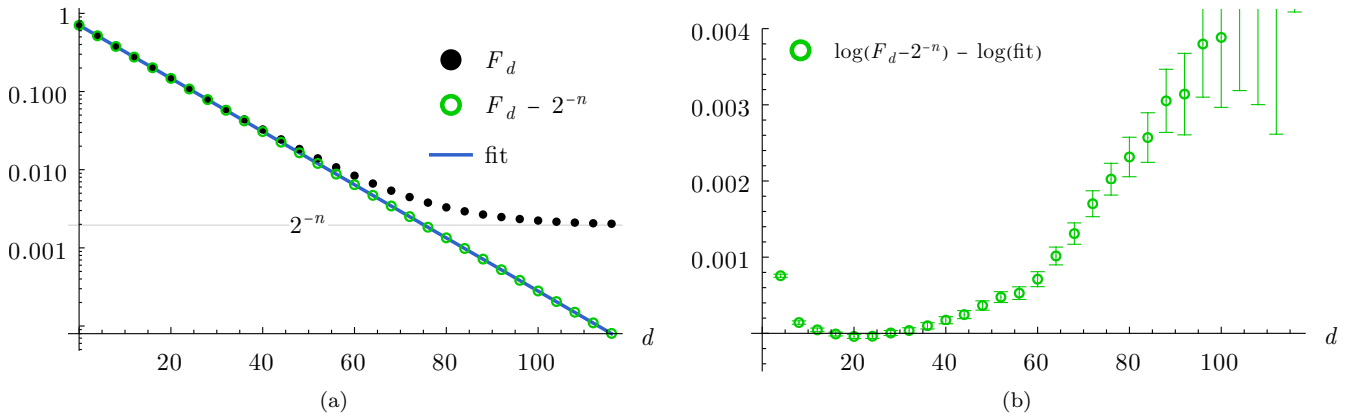 1
0.100
0.010
0.001
2⁻ⁿ
F_d
F_d − 2⁻ⁿ
fit
20 40 60 80 100 d
(a)
0.004
0.003
0.002
0.001
log(F_d−2⁻ⁿ) − log(fit)
20 40 60 80 100 d
(b)